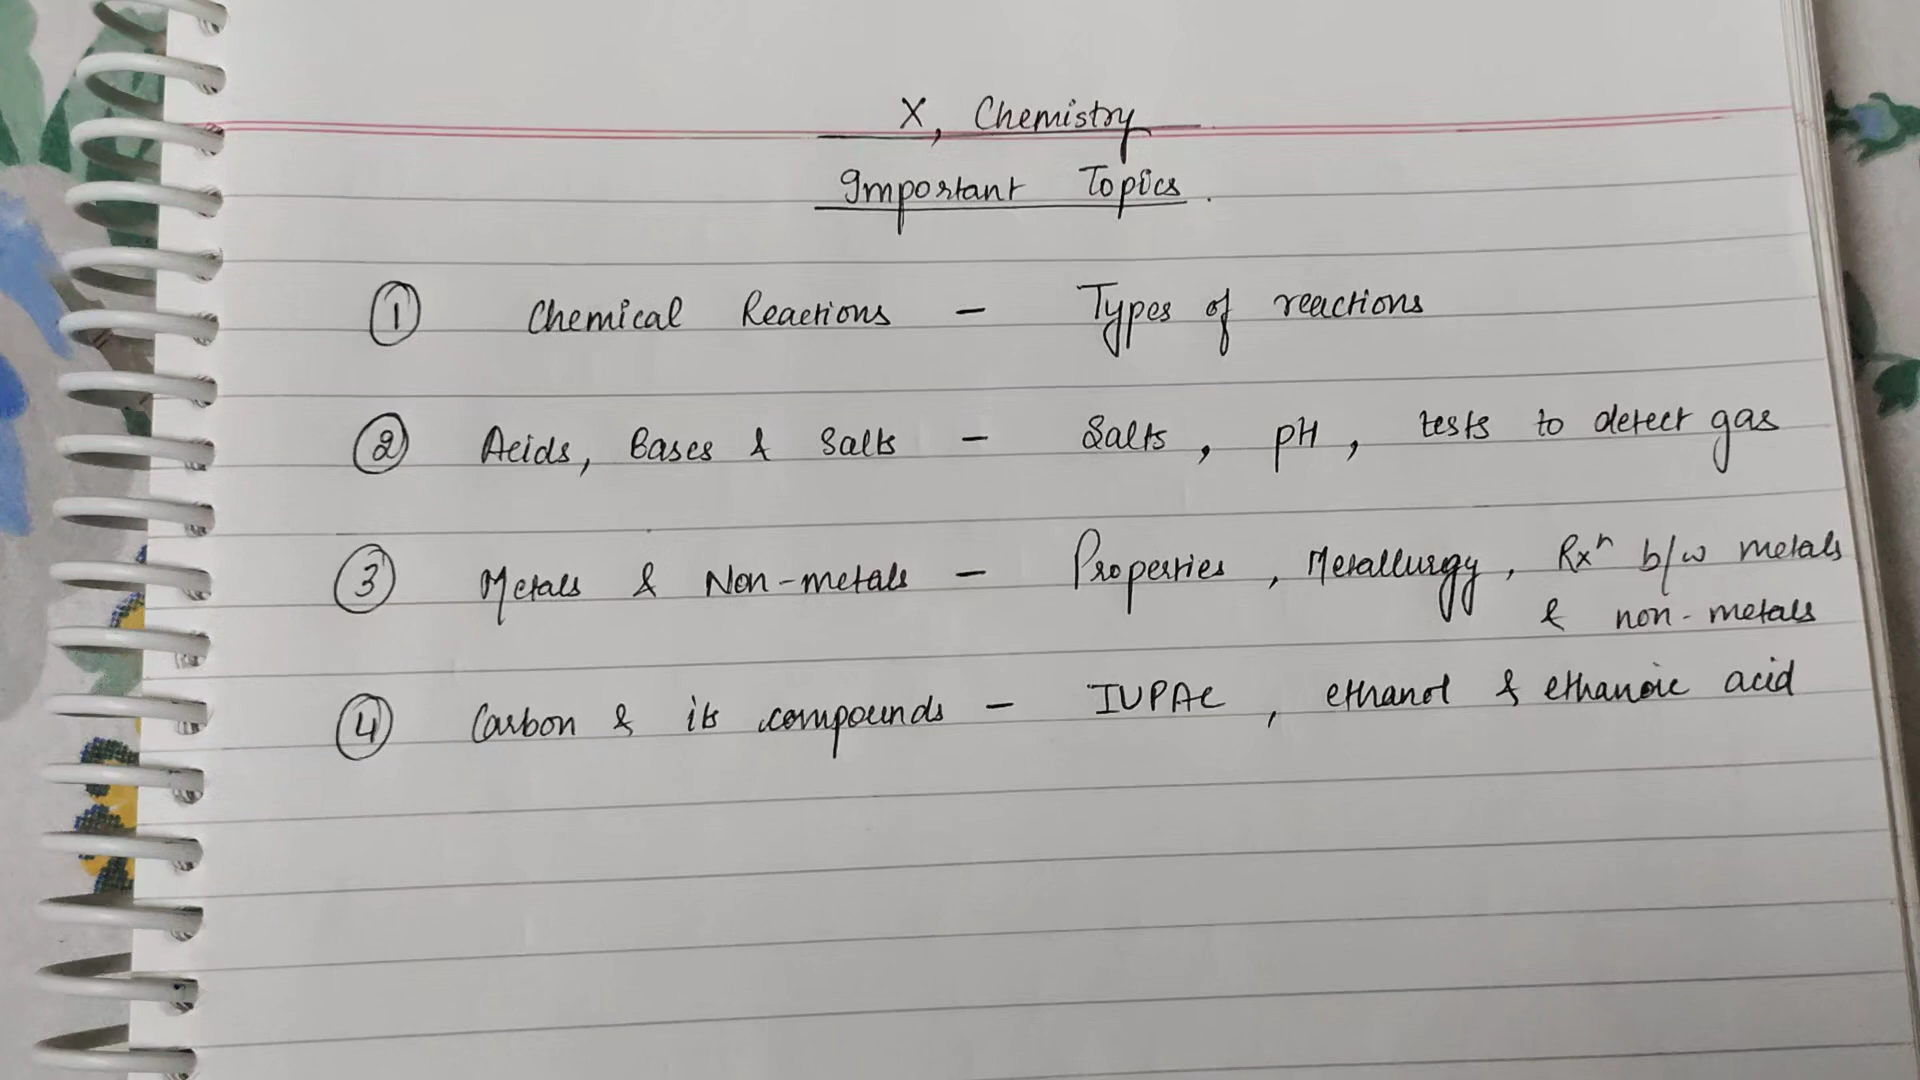 X, Chemistry
Important Topics.
① Chemical Reactions - Types of reactions
② Acids, Bases & Salts - Salts, pH, tests to detect gas
③ Metals & Non-metals - Properties, Metallurgy, Rxⁿ b/w metals
& non-metals
④ Carbon & its compounds - IUPAC, ethanol & ethanoic acid